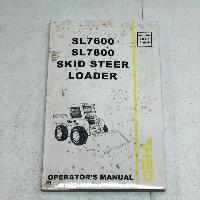 SL7600
SL7800
SKID STEER
LOADER
GEHL
OPERATOR'S MANUAL